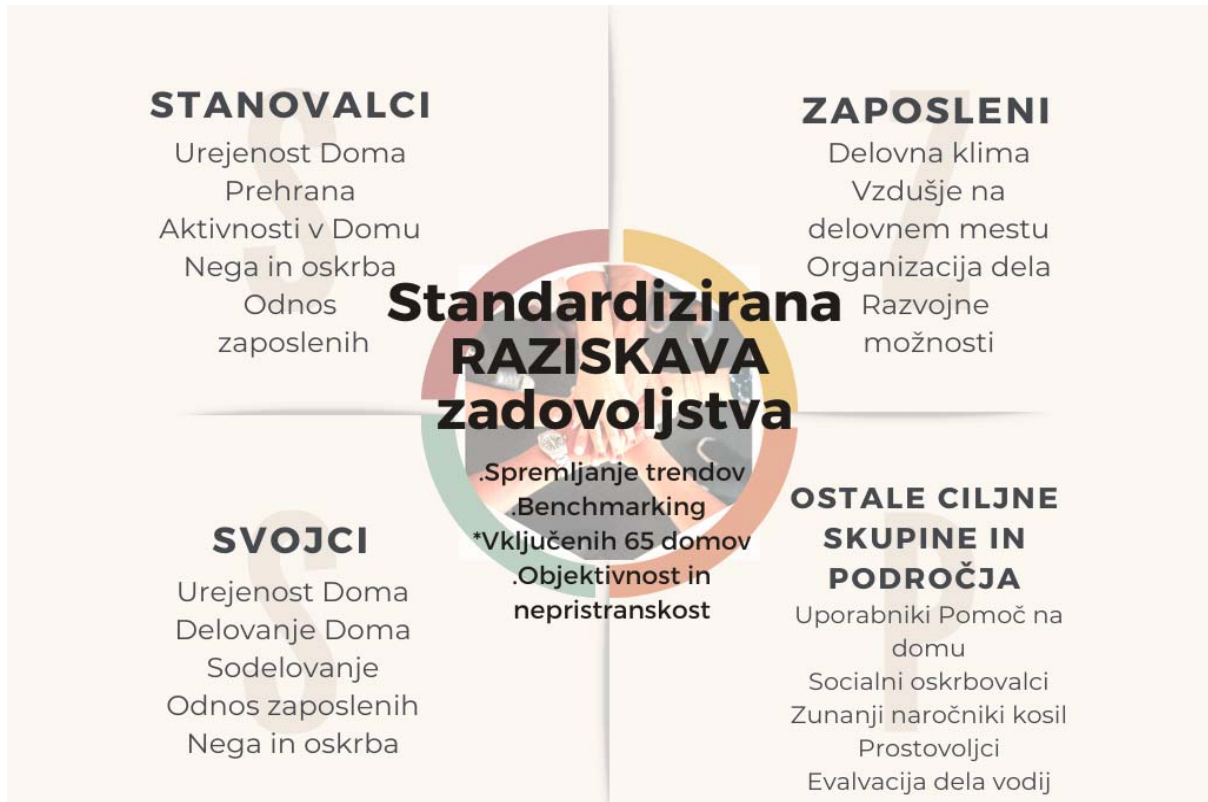 STANOVALCI
Urejenost Doma
Prehrana
Aktivnosti v Domu
Nega in oskrba
Odnos
zaposlenih
ZAPOSLENI
Delovna klima
Vzdušje na
delovnem mestu
Organizacija dela
Razvojne
možnosti
Standardizirana
RAZISKAVA
zadovoljstva
.Spremljanje trendov
.Benchmarking
*Vključenih 65 domov
.Objektivnost in
nepristranskost
SVOJCI
Urejenost Doma
Delovanje Doma
Sodelovanje
Odnos zaposlenih
Nega in oskrba
OSTALE CILJNE
SKUPINE IN
PODROČJA
Uporabniki Pomoč na
domu
Socialni oskrbovalci
Zunanji naročniki kosil
Prostovoljci
Evalvacija dela vodij
S
Z
S
P